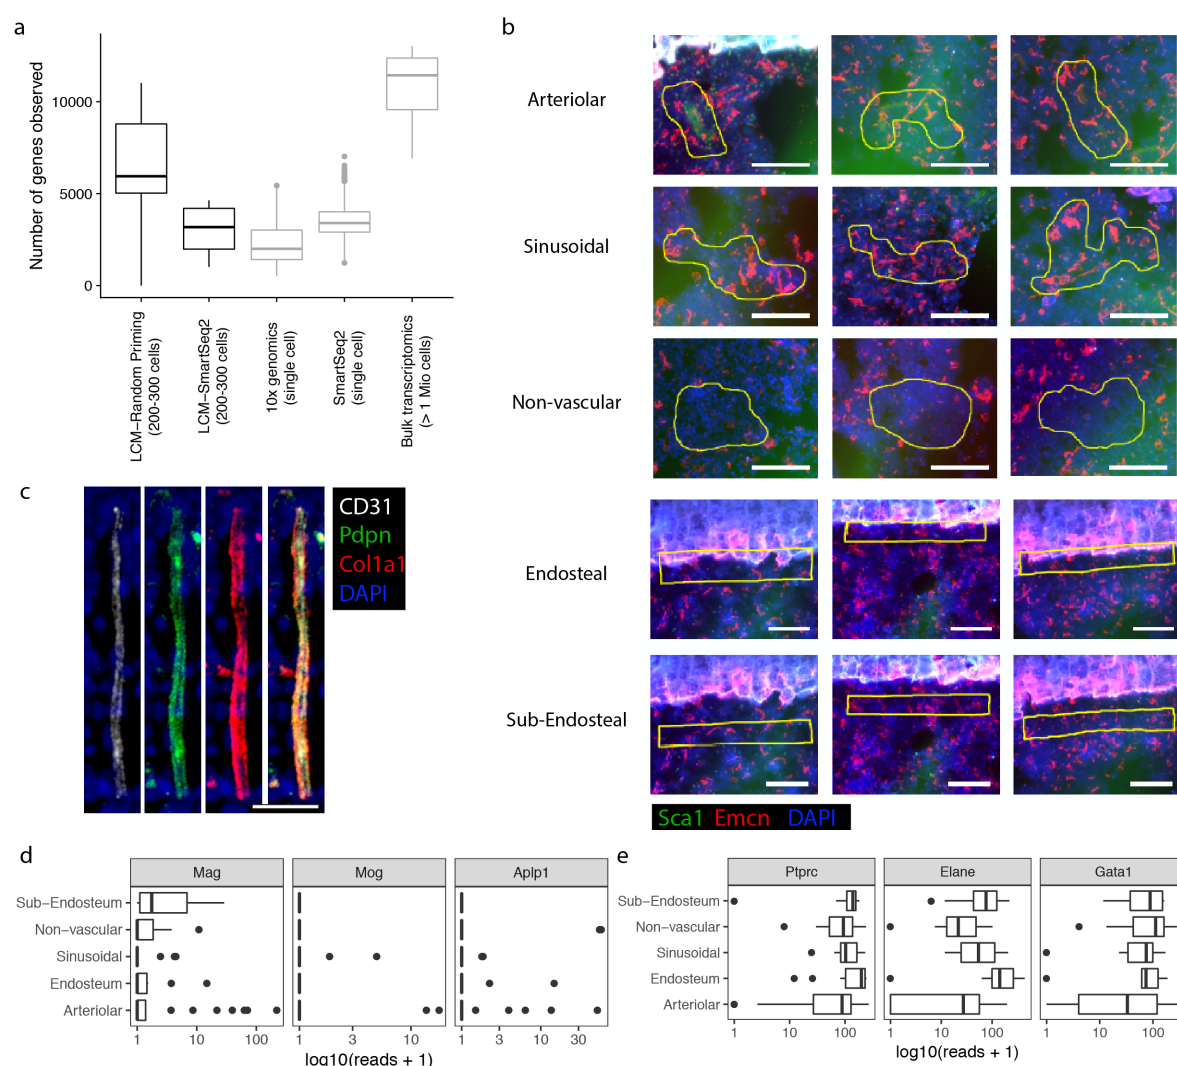 a
Number of genes observed
10000
5000
0
LCM−Random Priming
(200-300 cells)
LCM−SmartSeq2
(200-300 cells)
10x genomics
(single cell)
SmartSeq2
(single cell)
Bulk transcriptomics
(> 1 Mio cells)
b
Arteriolar
Sinusoidal
Non-vascular
Endosteal
Sub-Endosteal
Sca1 Emcn DAPI
c
CD31
Pdpn
Col1a1
DAPI
d
Mag Mog Aplp1
Sub−Endosteum
Non−vascular
Sinusoidal
Endosteum
Arteriolar
1 10 100 1 3 10 1 3 10 30
log10(reads + 1)
e
Ptprc Elane Gata1
Sub−Endosteum
Non−vascular
Sinusoidal
Endosteum
Arteriolar
1 10 100 1 10 100 1 10 100
log10(reads + 1)